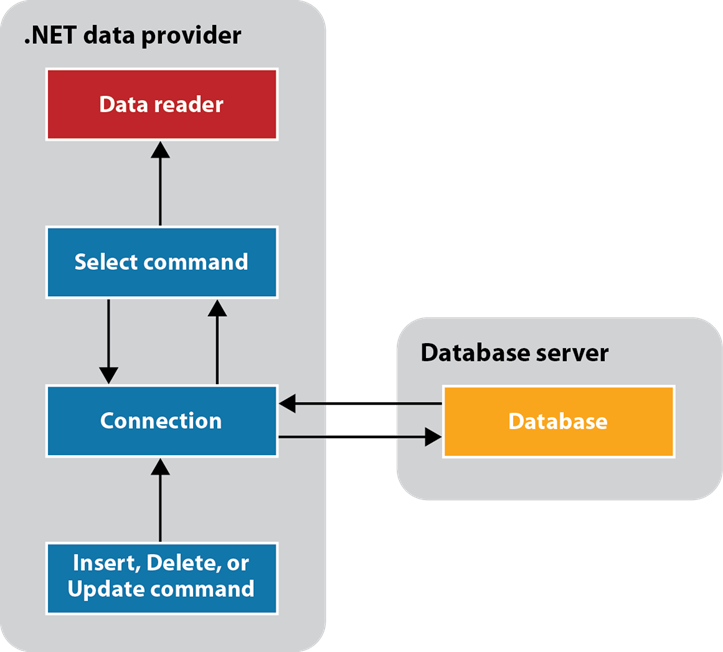 .NET data provider
Data reader
Select command
Database server
Connection
Database
Insert, Delete, or
Update command